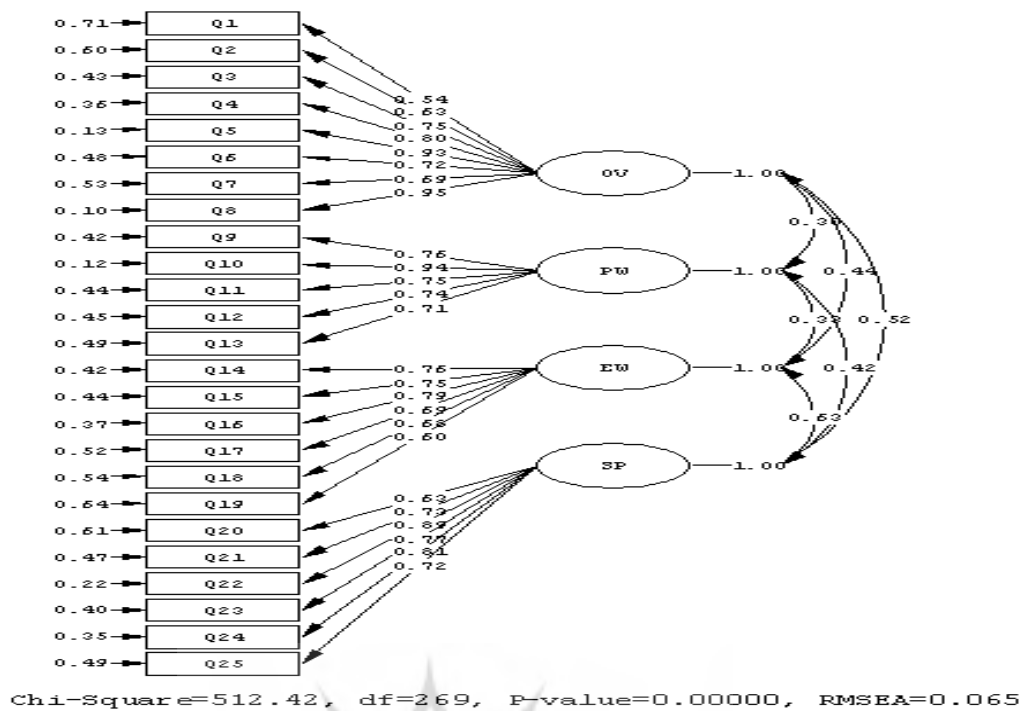 0.71 Q1
0.60 Q2
0.43 Q3
0.36 Q4
0.13 Q5
0.48 Q6
0.53 Q7
0.10 Q8
0.42 Q9
0.12 Q10
0.44 Q11
0.45 Q12
0.49 Q13
0.42 Q14
0.44 Q15
0.37 Q16
0.52 Q17
0.54 Q18
0.64 Q19
0.61 Q20
0.47 Q21
0.22 Q22
0.40 Q23
0.35 Q24
0.49 Q25
0.54
0.63
0.75
0.80
0.93
0.72
0.69
0.95
0.76
0.94
0.75
0.74
0.71
0.76
0.75
0.79
0.69
0.68
0.60
0.63
0.73
0.89
0.77
0.81
0.72
1.00
PW 1.00
EW 1.00
SP 1.00
0.44
0.52
0.42
0.63
Chi-Square=512.42, df=269, P-value=0.00000, RMSEA=0.065